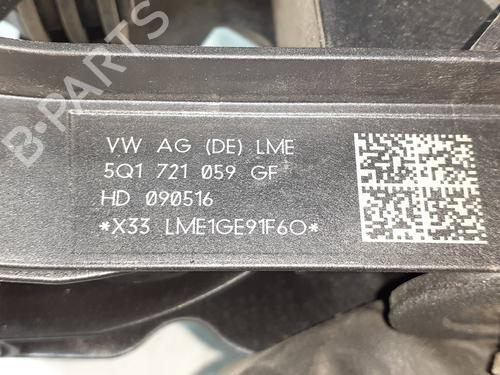 B-PARTS
VW AG (DE) LME
5Q1 721 059 GF
HD 090516
*X33 LME1GE91F60*